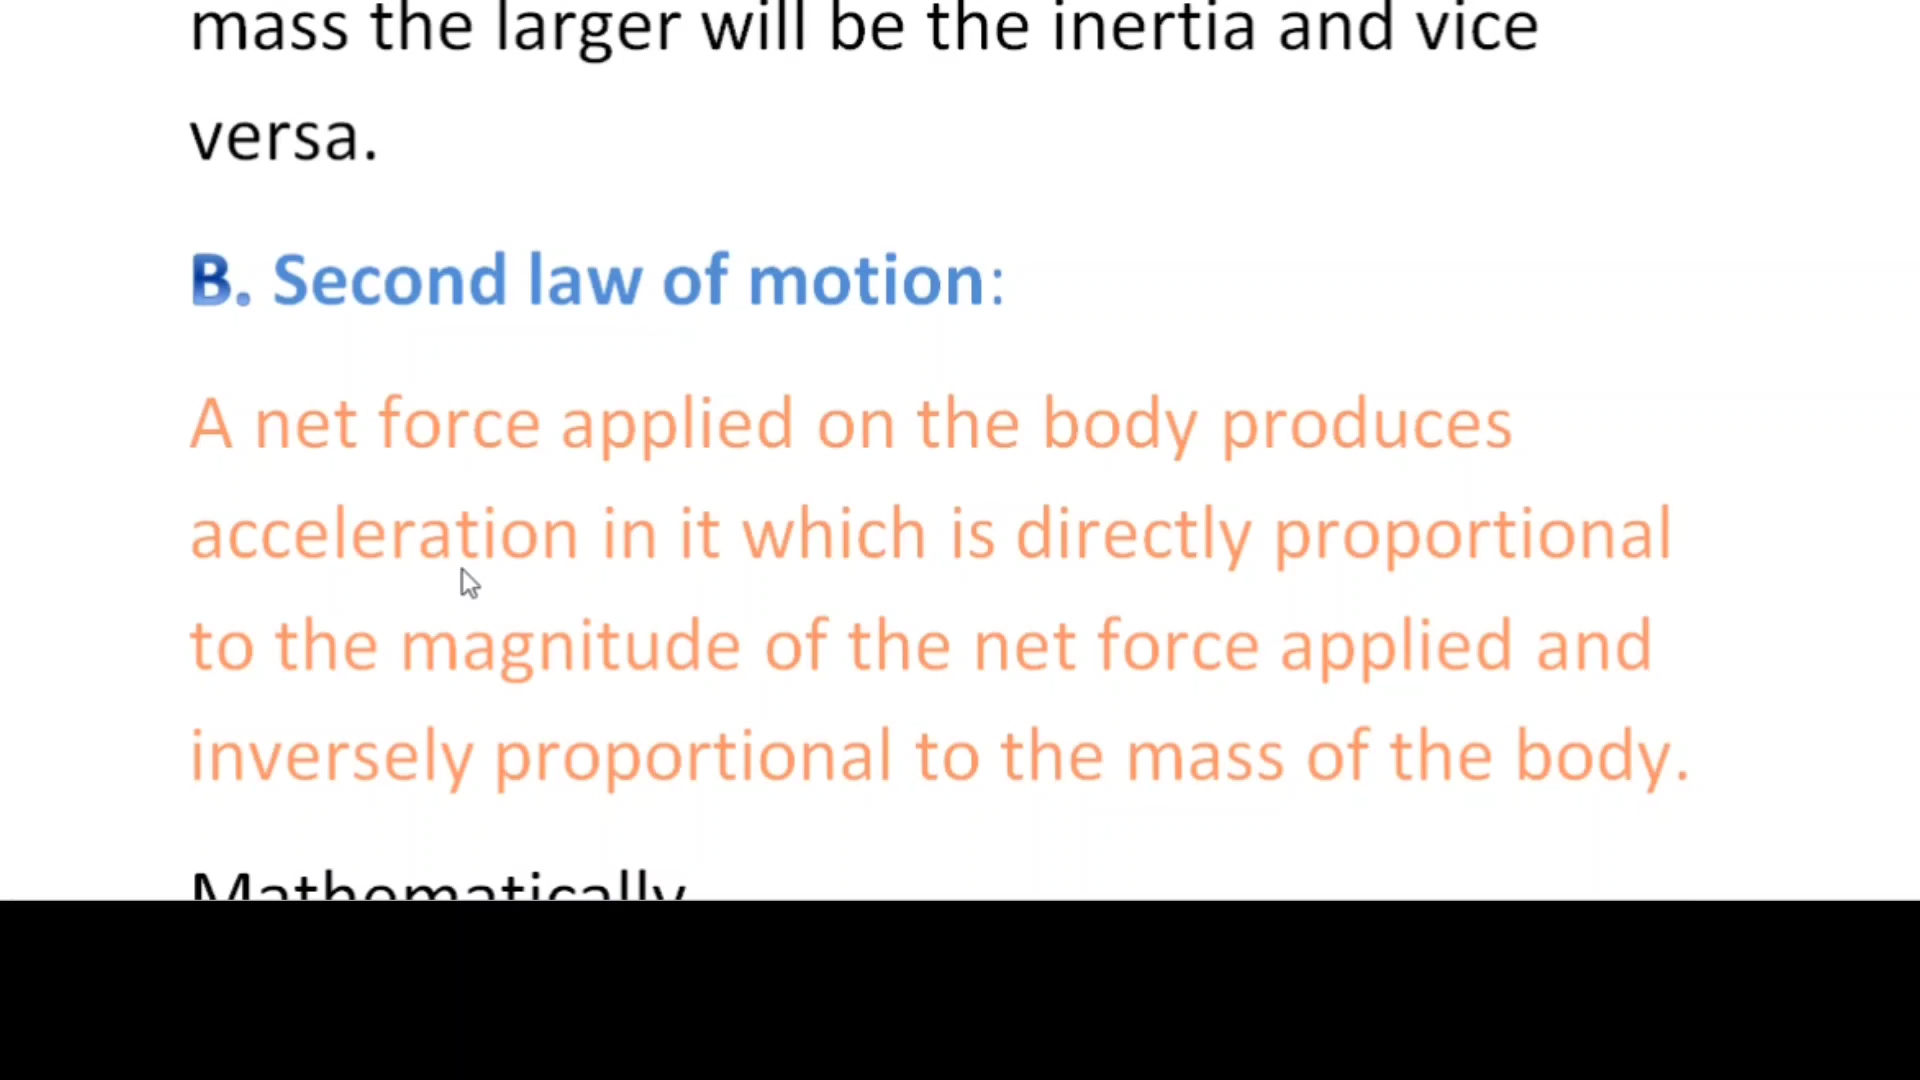 mass the larger will be the inertia and vice
versa.
B. Second law of motion:
A net force applied on the body produces
acceleration in it which is directly proportional
to the magnitude of the net force applied and
inversely proportional to the mass of the body.
Mathematically